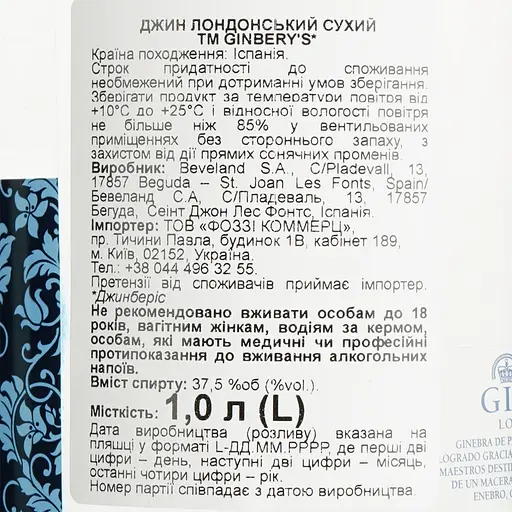 ДЖИН ЛОНДОНСЬКИЙ СУХИЙ
ТМ GINBERY'S*
Країна походження: Іспанія.
Строк придатності до споживання
необмежений при дотриманні умов зберігання.
Зберігати продукт за температури повітря від
+10°C до +25°C і відносної вологості повітря
не більше ніж 85% у вентильованих
приміщеннях без стороннього запаху, з
захистом від дії прямих сонячних променів.
Виробник: Beveland S.A., C/Pladevall, 13,
17857 Beguda – St. Joan Les Fonts, Spain/
Бевеланд С.А, С/Пладеваль, 13, 17857
Бегуда, Сеінт Джон Лес Фонтс, Іспанія.
Імпортер: ТОВ «ФОЗЗІ КОММЕРЦ»,
пр. Тичини Павла, будинок 1В, кабінет 189,
м. Київ, 02152, Україна.
Тел.: +38 044 496 32 55.
Претензії від споживачів приймає імпортер.
*Джинберіс
Не рекомендовано вживати особам до 18
років, вагітним жінкам, водіям за кермом,
особам, які мають медичні чи професійні
протипоказання до вживання алкогольних
напоїв.
Вміст спирту: 37,5 %об (%vol.).
Місткість: 1,0 л (L)
Дата виробництва (розливу) вказана на
пляшці у форматі L-ДД.ММ.РРРР, де перші дві
цифри – день, наступні дві цифри – місяць,
останні чотири цифри – рік.
Номер партії співпадає з датою виробництва.
GI
LO
GINEBRA DE P
LOGRADO GRACIA
MAESTROS DESTIL
DE UN MACERA
ENEBRO, C